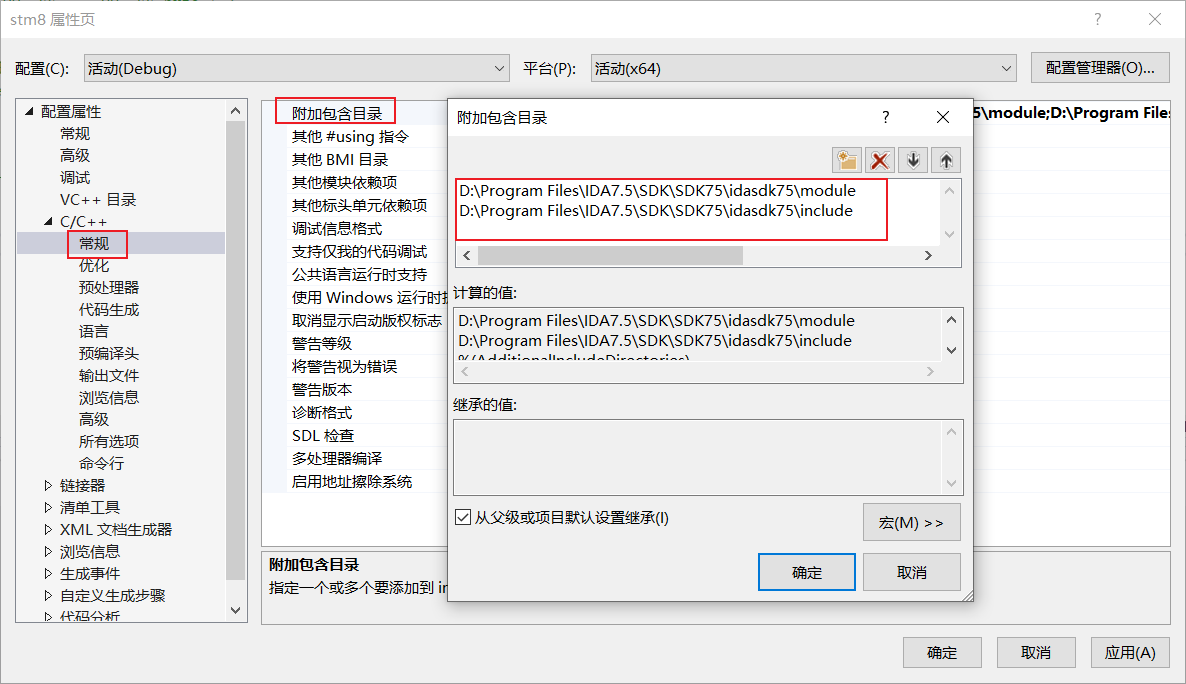 stm8 属性页
配置(C):
活动(Debug)
平台(P):
活动(x64)
配置管理器(O)...
配置属性
常规
高级
调试
VC++ 目录
C/C++
常规
优化
预处理器
代码生成
语言
预编译头
输出文件
浏览信息
高级
所有选项
命令行
链接器
清单工具
XML 文档生成器
浏览信息
生成事件
自定义生成步骤
代码分析
附加包含目录
其他 #using 指令
其他 BMI 目录
其他模块依赖项
其他标头单元依赖项
调试信息格式
支持仅我的代码调试
公共语言运行时支持
使用 Windows 运行时
取消显示启动版权标志
警告等级
将警告视为错误
警告版本
诊断格式
SDL 检查
多处理器编译
启用地址擦除系统
5\module;D:\Program Files
附加包含目录
指定一个或多个要添加到
附加包含目录
?
D:\Program Files\IDA7.5\SDK\SDK75\idasdk75\module
D:\Program Files\IDA7.5\SDK\SDK75\idasdk75\include
计算的值:
D:\Program Files\IDA7.5\SDK\SDK75\idasdk75\module
D:\Program Files\IDA7.5\SDK\SDK75\idasdk75\include
%(AdditionalIncludeDirectories)
继承的值:
从父级或项目默认设置继承(I)
宏(M) >>
确定
取消
确定
取消
应用(A)